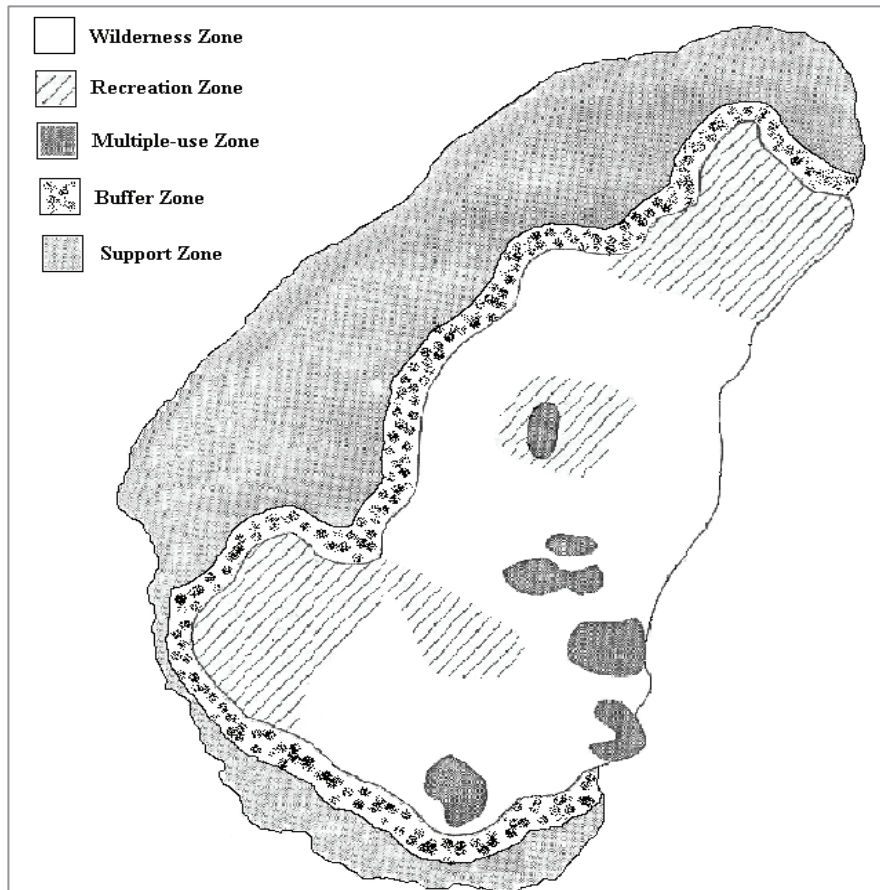 Wilderness Zone
Recreation Zone
Multiple-use Zone
Buffer Zone
Support Zone